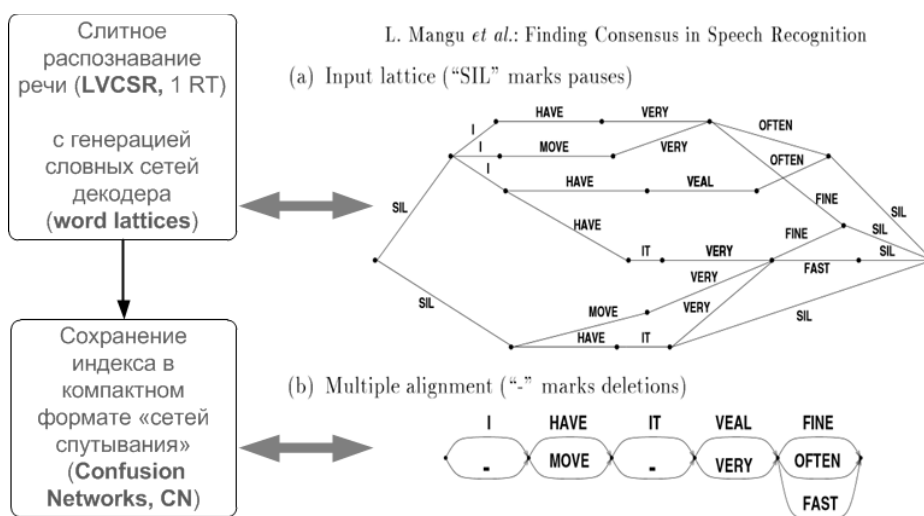 Слитное
распознавание
речи (LVCSR, 1 RT)
с генерацией
словных сетей
декодера
(word lattices)
Сохранение
индекса в
компактном
формате «сетей
спутывания»
(Confusion
Networks, CN)
L. Mangu et al.: Finding Consensus in Speech Recognition
(a) Input lattice (“SIL” marks pauses)
HAVE VERY OFTEN
I
I MOVE VERY OFTEN
I
HAVE VEAL
SIL HAVE FINE SIL
IT VERY FINE SIL
VERY FAST SIL
SIL MOVE VERY SIL
HAVE IT
(b) Multiple alignment (“-” marks deletions)
I HAVE IT VEAL FINE
- MOVE - VERY OFTEN
FAST